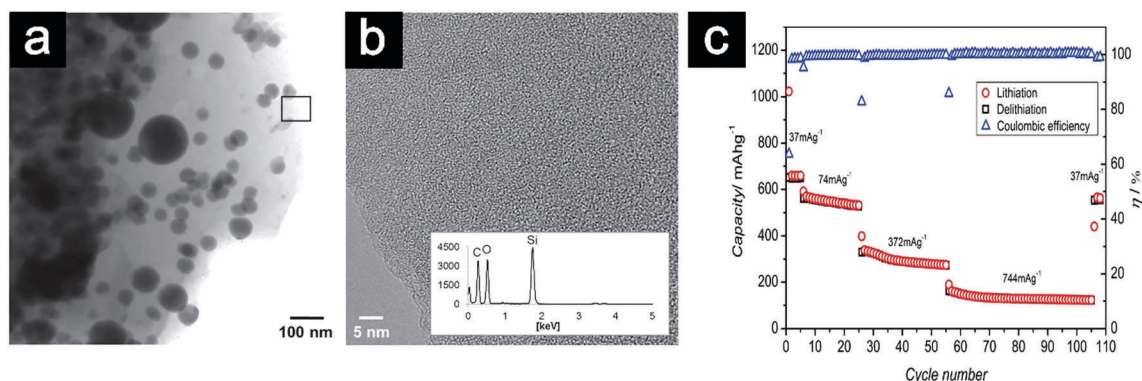 a
100 nm
b
5 nm
4500
3000
1500
0
C
O
Si
0
1
2
3
4
5
[keV]
c
1200
1000
800
600
400
200
0
Capacity/ mAhg⁻¹
0
10
20
30
40
50
60
70
80
90
100
110
Cycle number
100
80
60
40
20
0
η / %
Lithiation
Delithiation
Coulombic efficiency
37mAg⁻¹
74mAg⁻¹
372mAg⁻¹
744mAg⁻¹
37mAg⁻¹